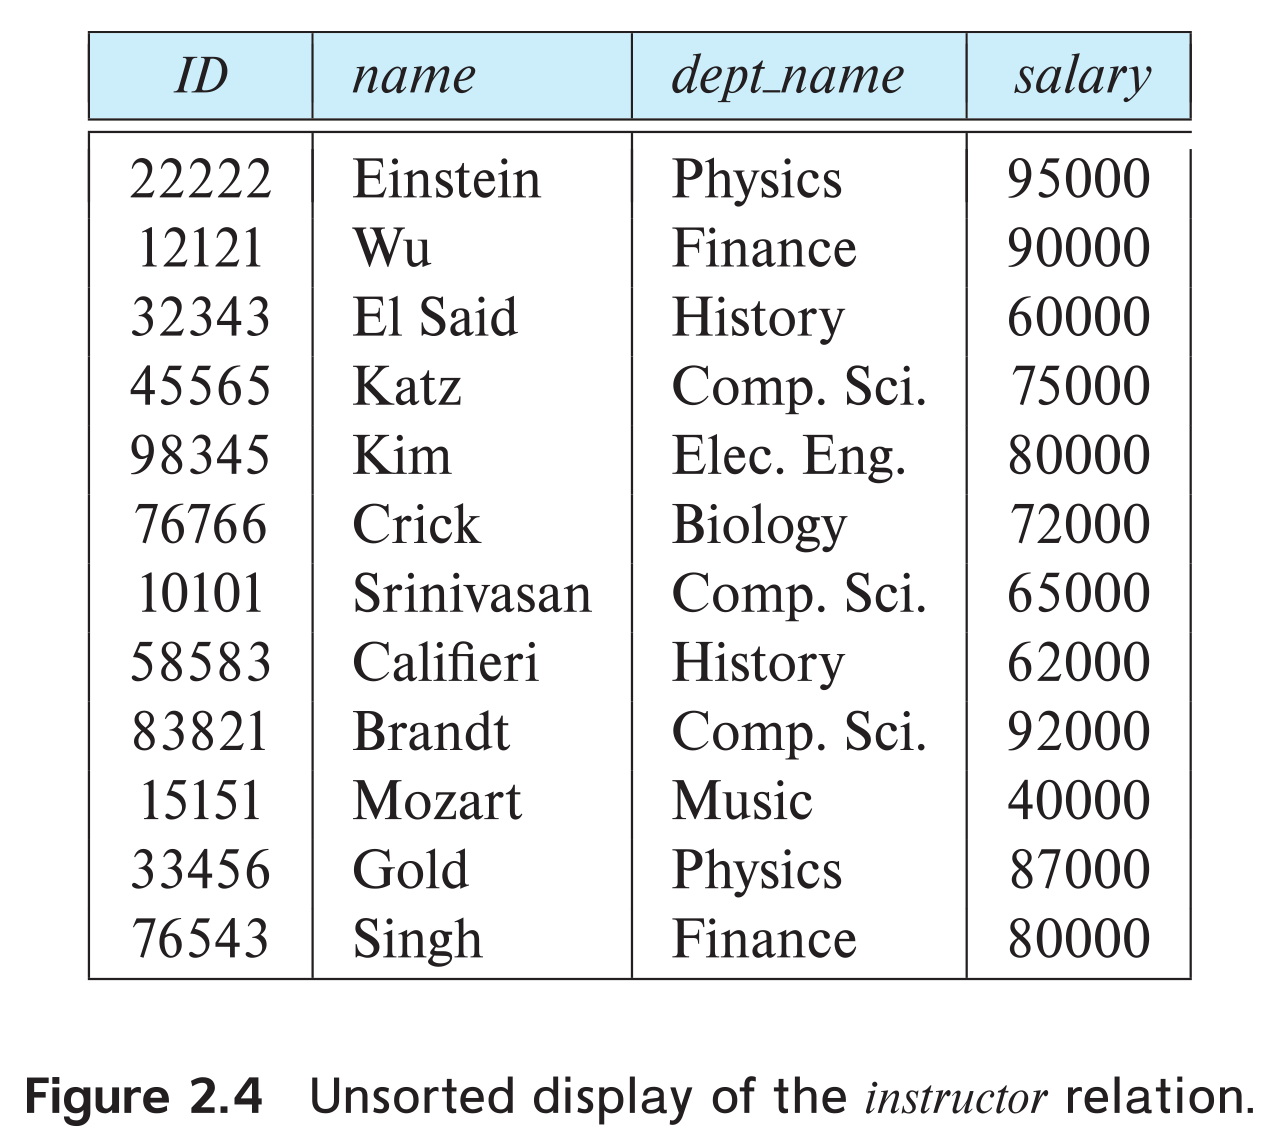 ID name dept_name salary
22222 Einstein Physics 95000
12121 Wu Finance 90000
32343 El Said History 60000
45565 Katz Comp. Sci. 75000
98345 Kim Elec. Eng. 80000
76766 Crick Biology 72000
10101 Srinivasan Comp. Sci. 65000
58583 Califieri History 62000
83821 Brandt Comp. Sci. 92000
15151 Mozart Music 40000
33456 Gold Physics 87000
76543 Singh Finance 80000
Figure 2.4 Unsorted display of the instructor relation.